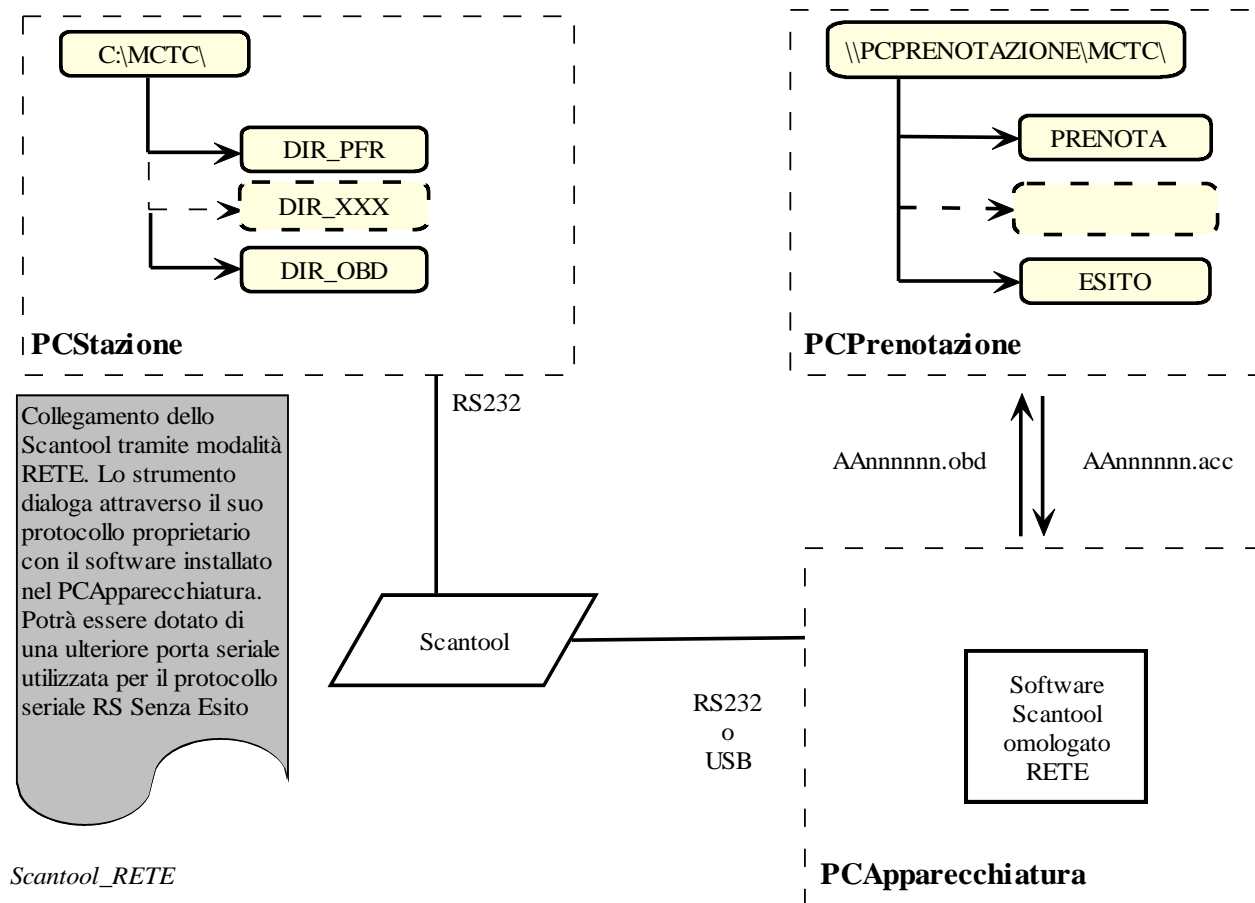 C:\MCTC\
DIR_PFR
DIR_XXX
DIR_OBD
PCStazione
\\PCPRENOTAZIONE\MCTC\
PRENOTA
ESITO
PCPrenotazione
RS232
Collegamento dello
Scantool tramite modalità
RETE. Lo strumento
dialoga attraverso il suo
protocollo proprietario
con il software installato
nel PCApparecchiatura.
Potrà essere dotato di
una ulteriore porta seriale
utilizzata per il protocollo
seriale RS Senza Esito
AAnnnnnn.obd
AAnnnnnn.acc
Scantool
RS232
o
USB
Software
Scantool
omologato
RETE
PCApparecchiatura
Scantool_RETE